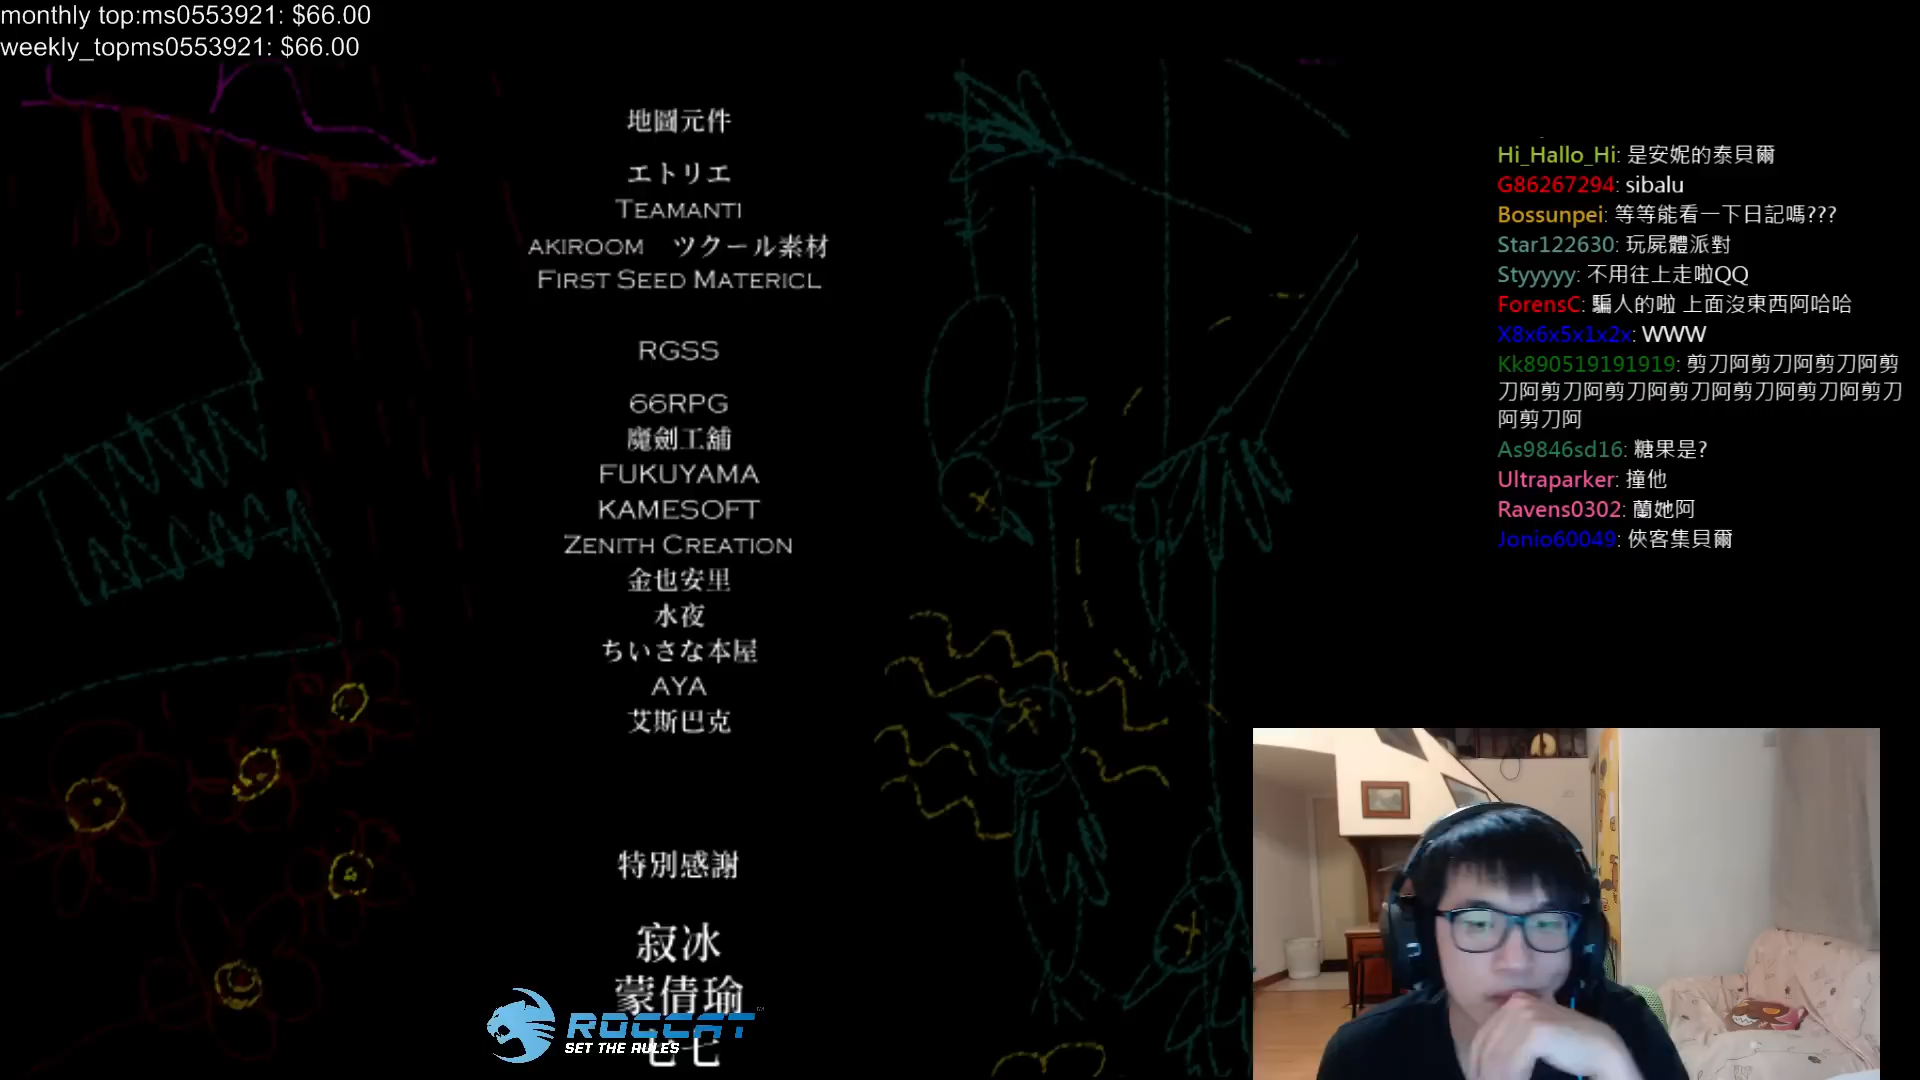 monthly top:ms0553921: $66.00
weekly_topms0553921: $66.00
地圖元件
エトリエ
TEAMANTI
AKIROOM ツクール素材
FIRST SEED MATERICL
RGSS
66RPG
魔劍工舖
FUKUYAMA
KAMESOFT
ZENITH CREATION
金也安里
水夜
ちいさな本屋
AYA
艾斯巴克
特別感謝
寂冰
蒙倩瑜
七七
ROCCAT
SET THE RULES
Hi_Hallo_Hi: 是安妮的泰貝爾
G86267294: sibalu
Bossunpei: 等等能看一下日記嗎???
Star122630: 玩屍體派對
Styyyyy: 不用往上走啦QQ
ForensC: 騙人的啦 上面沒東西阿哈哈
X8x6x5x1x2x: WWW
Kk890519191919: 剪刀阿剪刀阿剪刀阿剪
刀阿剪刀阿剪刀阿剪刀阿剪刀阿剪刀阿剪刀
阿剪刀阿
As9846sd16: 糖果是?
Ultraparker: 撞他
Ravens0302: 蘭她阿
Jonio60049: 俠客集貝爾